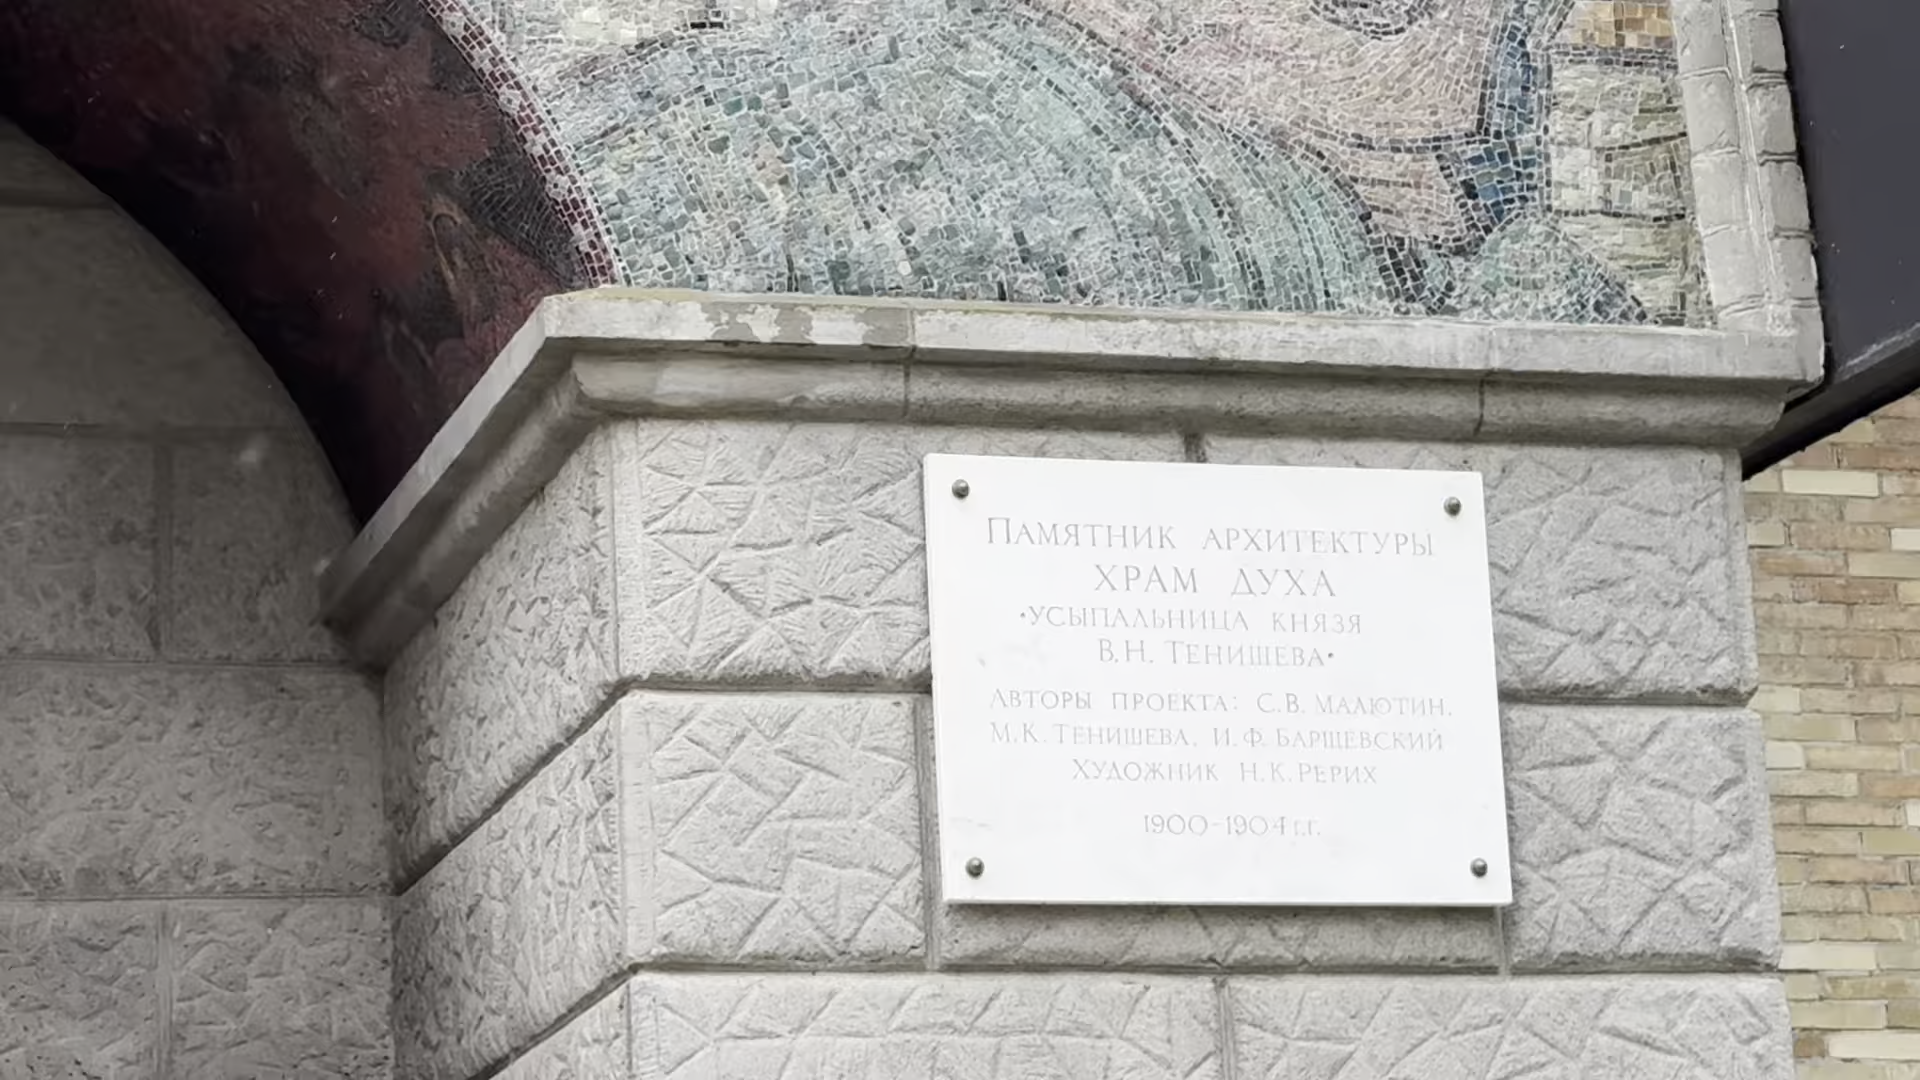 ПАМЯТНИК АРХИТЕКТУРЫ
ХРАМ ДУХА
•УСЫПАЛЬНИЦА КНЯЗЯ
В.Н. ТЕНИШЕВА•
АВТОРЫ ПРОЕКТА: С.В. МАЛЮТИН.
М.К. ТЕНИШЕВА. И.Ф. БАРЩЕВСКИЙ
ХУДОЖНИК Н.К. РЕРИХ
1900-1904 г.г.